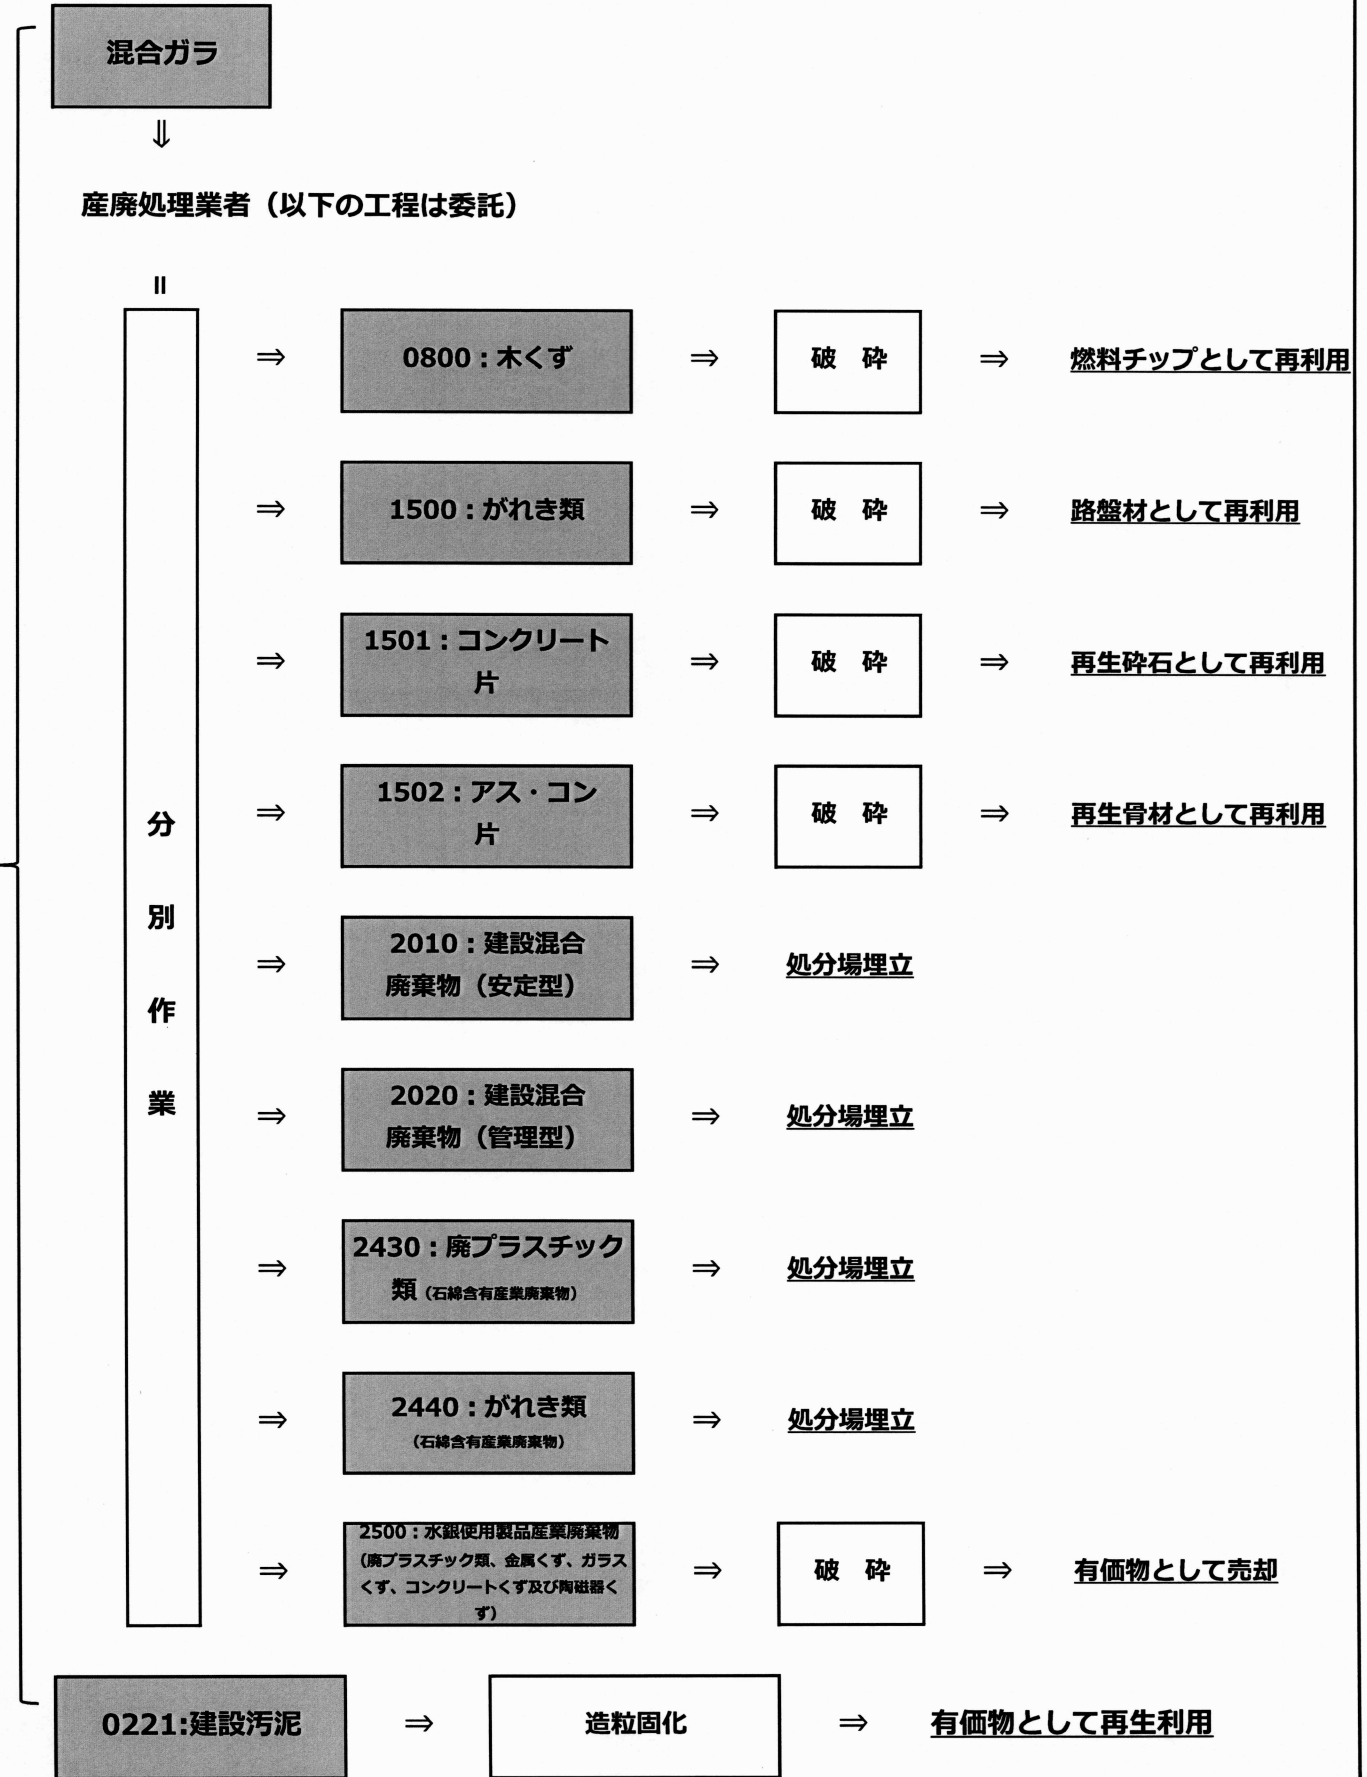 混合ガラ
⇓
産廃処理業者（以下の工程は委託）
=
分別作業
⇒ 0800：木くず ⇒ 破　砕 ⇒ 燃料チップとして再利用
⇒ 1500：がれき類 ⇒ 破　砕 ⇒ 路盤材として再利用
⇒ 1501：コンクリート
片 ⇒ 破　砕 ⇒ 再生砕石として再利用
⇒ 1502：アス・コン
片 ⇒ 破　砕 ⇒ 再生骨材として再利用
⇒ 2010：建設混合
廃棄物（安定型） ⇒ 処分場埋立
⇒ 2020：建設混合
廃棄物（管理型） ⇒ 処分場埋立
⇒ 2430：廃プラスチック
類（石綿含有産業廃棄物） ⇒ 処分場埋立
⇒ 2440：がれき類
（石綿含有産業廃棄物） ⇒ 処分場埋立
⇒ 2500：水銀使用製品産業廃棄物
（廃プラスチック類、金属くず、ガラス
くず、コンクリートくず及び陶磁器く
ず） ⇒ 破　砕 ⇒ 有価物として売却
0221:建設汚泥 ⇒ 造粒固化 ⇒ 有価物として再生利用